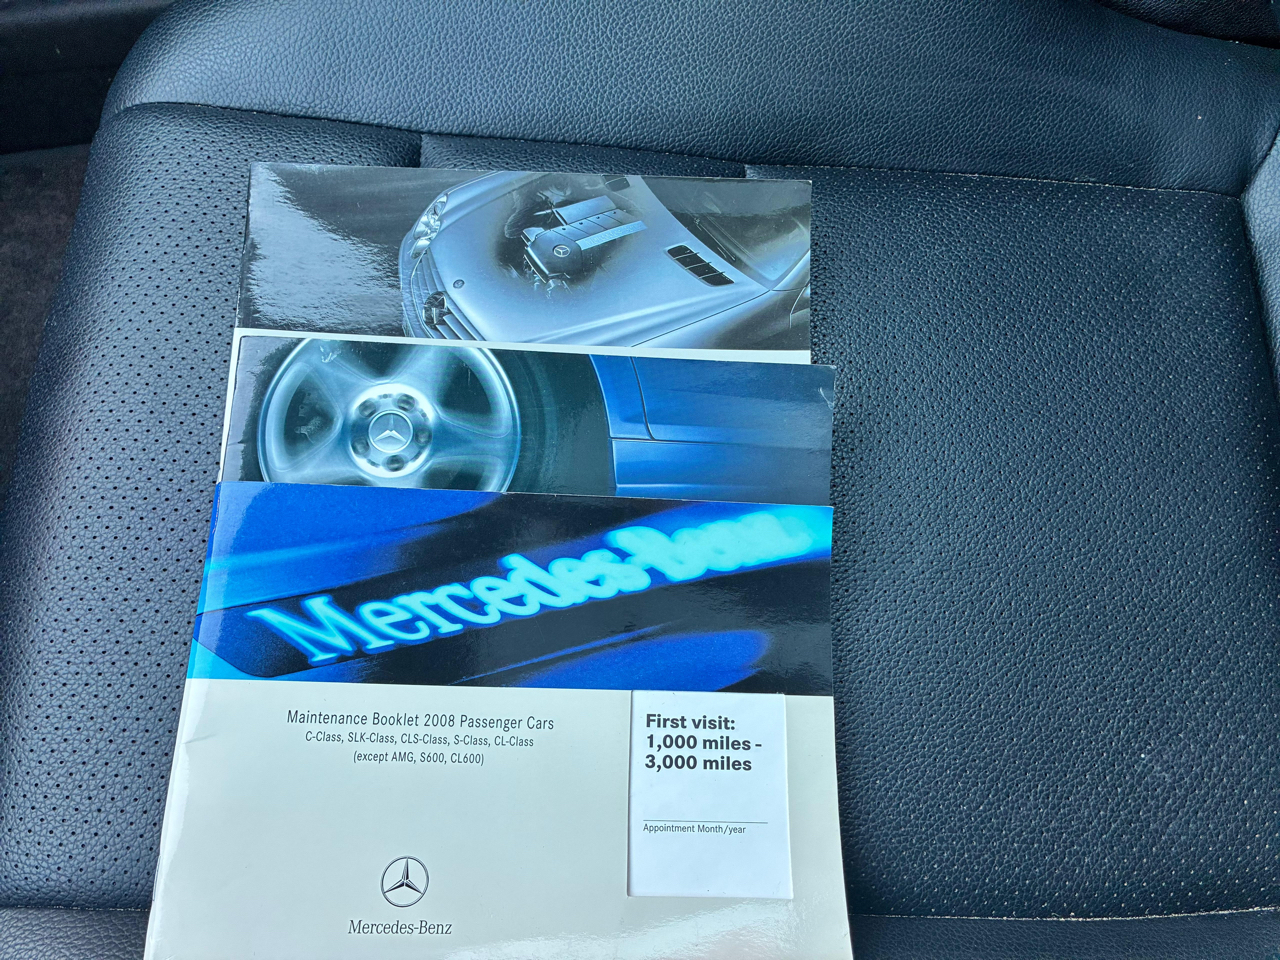 Mercedes-Benz
Maintenance Booklet 2008 Passenger Cars
C-Class, SLK-Class, CLS-Class, S-Class, CL-Class
(except AMG, S600, CL600)
First visit:
1,000 miles -
3,000 miles
Appointment Month/year
Mercedes-Benz